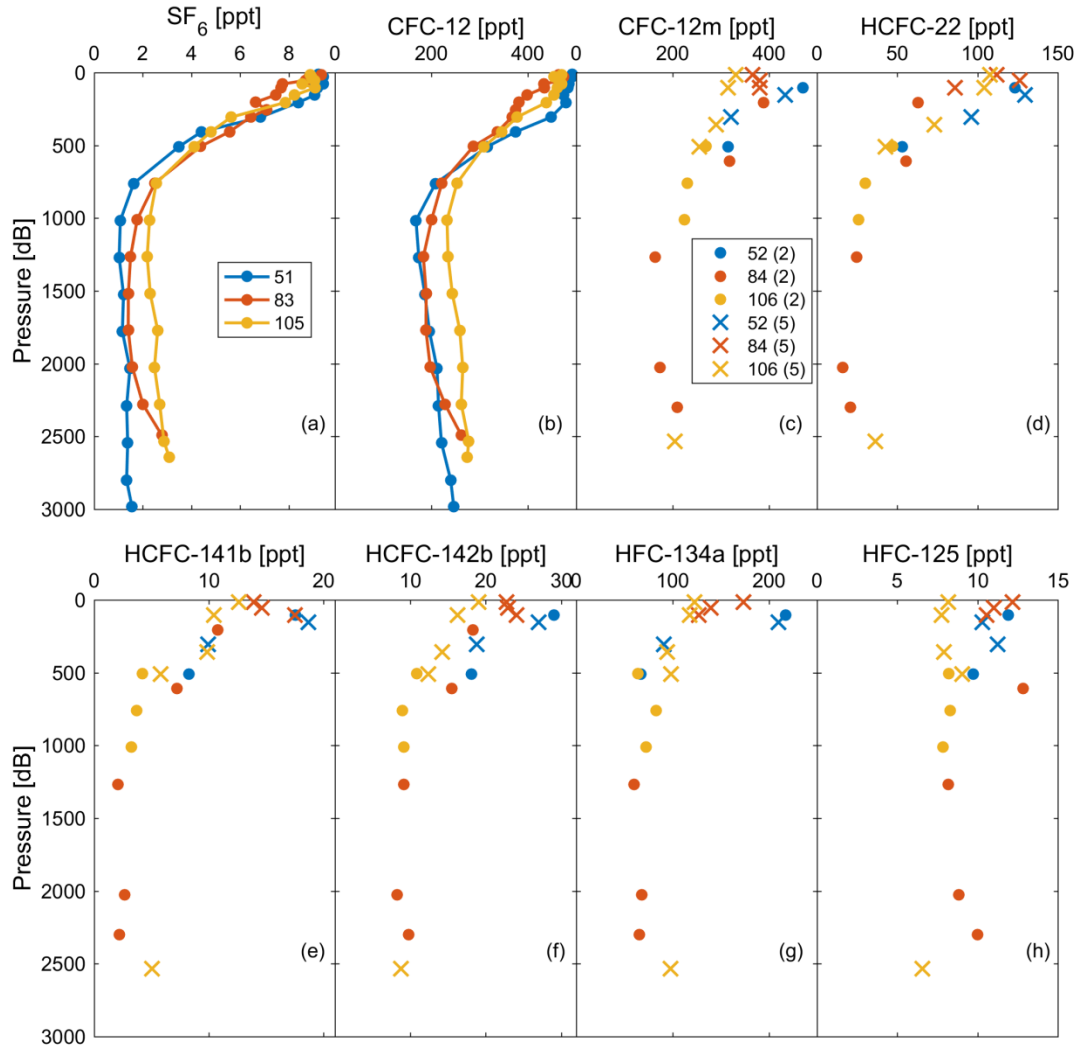 SF6 [ppt] CFC-12 [ppt] CFC-12m [ppt] HCFC-22 [ppt]
0 2 4 6 8 0 200 400 0 200 400 0 50 100 150
0
500
1000
1500
2000
2500
3000
Pressure [dB]
51
83
105
52 (2)
84 (2)
106 (2)
52 (5)
84 (5)
106 (5)
(a) (b) (c) (d)
HCFC-141b [ppt] HCFC-142b [ppt] HFC-134a [ppt] HFC-125 [ppt]
0 10 20 0 10 20 30 0 100 200 0 5 10 15
0
500
1000
1500
2000
2500
3000
Pressure [dB]
(e) (f) (g) (h)